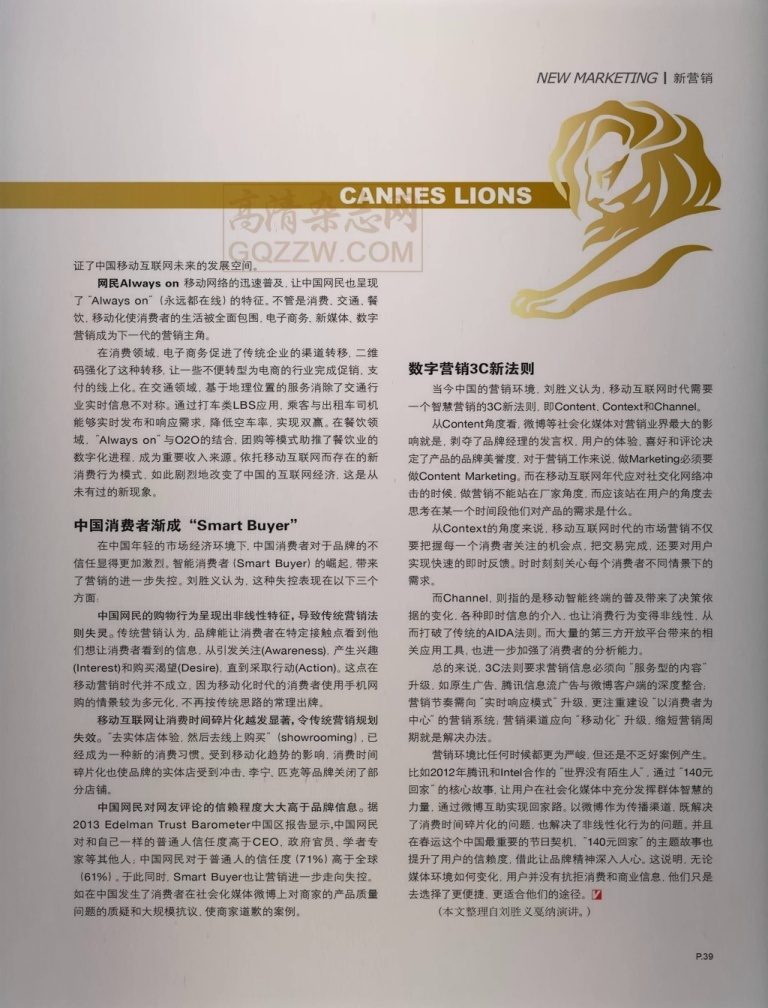 NEW MARKETING | 新营销
CANNES LIONS
高清杂志网
GQZZW.COM
证了中国移动互联网未来的发展空间。
网民Always on 移动网络的迅速普及，让中国网民也呈现
了“Always on”（永远都在线）的特征。不管是消费、交通、餐
饮，移动化使消费者的生活被全面包围，电子商务、新媒体、数字
营销成为下一代的营销主角。
在消费领域，电子商务促进了传统企业的渠道转移，二维
码强化了这种转移，让一些不便转型为电商的行业完成促销、支
付的线上化。在交通领域，基于地理位置的服务消除了交通行
业实时信息不对称。通过打车类LBS应用，乘客与出租车司机
能够实时发布和响应需求，降低空车率，实现双赢。在餐饮领
域，“Always on”与O2O的结合，团购等模式助推了餐饮业的
数字化进程，成为重要收入来源。依托移动互联网而存在的新
消费行为模式，如此剧烈地改变了中国的互联网经济，这是从
未有过的新现象。
中国消费者渐成“Smart Buyer”
在中国年轻的市场经济环境下，中国消费者对于品牌的不
信任显得更加激烈。智能消费者（Smart Buyer）的崛起，带来
了营销的进一步失控。刘胜义认为，这种失控表现在以下三个
方面：
中国网民的购物行为呈现出非线性特征，导致传统营销法
则失灵。传统营销认为，品牌能让消费者在特定接触点看到他
们想让消费者看到的信息，从引发关注(Awareness)，产生兴趣
(Interest)和购买渴望(Desire)，直到采取行动(Action)。这点在
移动营销时代并不成立，因为移动化时代的消费者使用手机网
购的情景较为多元化，不再按传统思路的常理出牌。
移动互联网让消费时间碎片化越发显著，令传统营销规划
失效。“去实体店体验，然后去线上购买”（showrooming），已
经成为一种新的消费习惯。受到移动化趋势的影响，消费时间
碎片化也使品牌的实体店受到冲击，李宁、匹克等品牌关闭了部
分店铺。
中国网民对网友评论的信赖程度大大高于品牌信息。据
2013 Edelman Trust Barometer中国区报告显示，中国网民
对和自己一样的普通人信任度高于CEO、政府官员、学者专
家等其他人；中国网民对于普通人的信任度（71%）高于全球
（61%）。于此同时，Smart Buyer也让营销进一步走向失控。
如在中国发生了消费者在社会化媒体微博上对商家的产品质量
问题的质疑和大规模抗议，使商家道歉的案例。
数字营销3C新法则
当今中国的营销环境，刘胜义认为，移动互联网时代需要
一个智慧营销的3C新法则，即Content、Context和Channel。
从Content角度看，微博等社会化媒体对营销业界最大的影
响就是，剥夺了品牌经理的发言权，用户的体验、喜好和评论决
定了产品的品牌美誉度，对于营销工作来说，做Marketing必须要
做Content Marketing。而在移动互联网年代应对社交化网络冲
击的时候，做营销不能站在厂家角度，而应该站在用户的角度去
思考在某一个时间段他们对产品的需求是什么。
从Context的角度来说，移动互联网时代的市场营销不仅
要把握每一个消费者关注的机会点，把交易完成，还要对用户
实现快速的即时反馈。时时刻刻关心每个消费者不同情景下的
需求。
而Channel，则指的是移动智能终端的普及带来了决策依
据的变化，各种即时信息的介入，也让消费行为变得非线性，从
而打破了传统的AIDA法则。而大量的第三方开放平台带来的相
关应用工具，也进一步加强了消费者的分析能力。
总的来说，3C法则要求营销信息必须向“服务型的内容”
升级，如原生广告，腾讯信息流广告与微博客户端的深度整合；
营销节奏需向“实时响应模式”升级，更注重建设“以消费者为
中心”的营销系统；营销渠道应向“移动化”升级，缩短营销周
期就是解决办法。
营销环境比任何时候都更为严峻，但还是不乏好案例产生。
比如2012年腾讯和Intel合作的“世界没有陌生人”，通过“140元
回家”的核心故事，让用户在社会化媒体中充分发挥群体智慧的
力量，通过微博互助实现回家路。以微博作为传播渠道，既解决
了消费时间碎片化的问题，也解决了非线性化行为的问题。并且
在春运这个中国最重要的节日契机，“140元回家”的主题故事也
提升了用户的信赖度，借此让品牌精神深入人心。这说明，无论
媒体环境如何变化，用户并没有抗拒消费和商业信息，他们只是
去选择了更便捷、更适合他们的途径。
（本文整理自刘胜义戛纳演讲。）
P.39